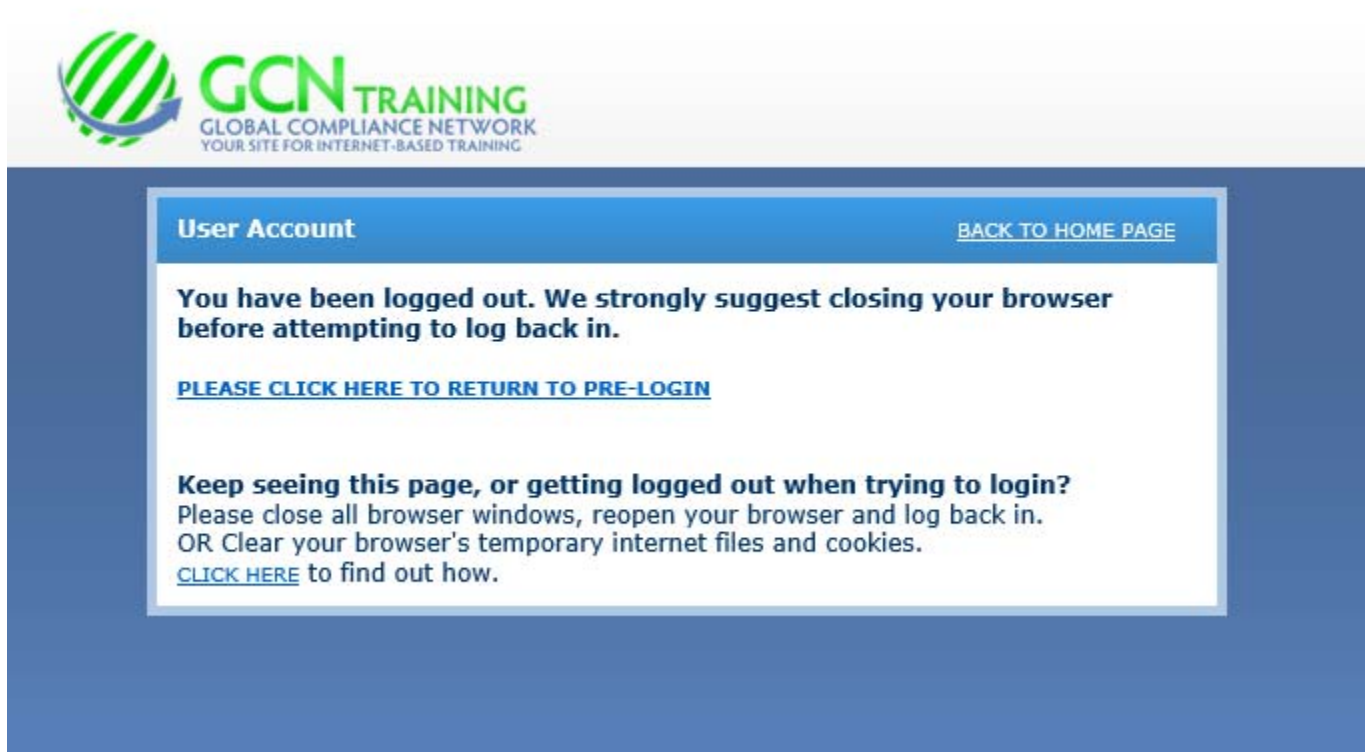 GCN TRAINING
GLOBAL COMPLIANCE NETWORK
YOUR SITE FOR INTERNET-BASED TRAINING
User Account
BACK TO HOME PAGE
You have been logged out. We strongly suggest closing your browser
before attempting to log back in.
PLEASE CLICK HERE TO RETURN TO PRE-LOGIN
Keep seeing this page, or getting logged out when trying to login?
Please close all browser windows, reopen your browser and log back in.
OR Clear your browser's temporary internet files and cookies.
CLICK HERE to find out how.